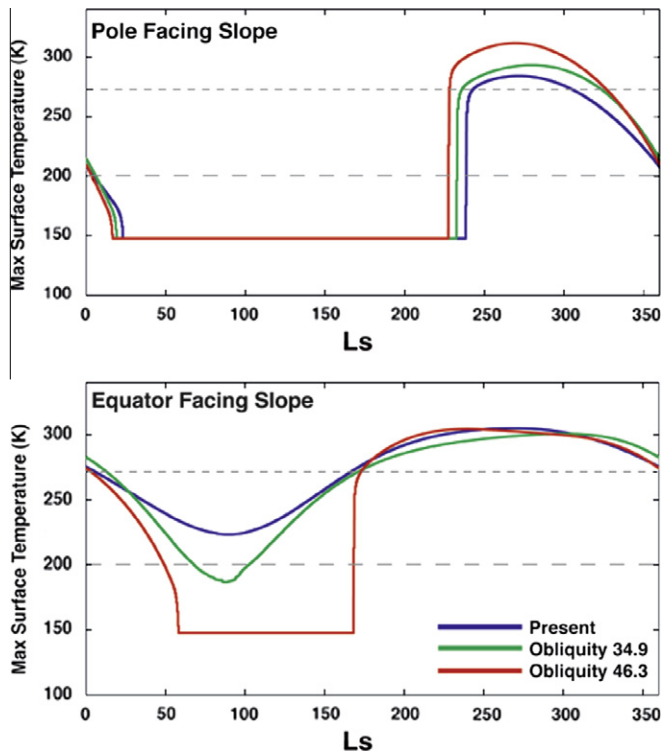 Pole Facing Slope
Max Surface Temperature (K)
300
250
200
150
100
0 50 100 150 200 250 300 350
Ls
Equator Facing Slope
Max Surface Temperature (K)
300
250
200
150
100
Present
Obliquity 34.9
Obliquity 46.3
0 50 100 150 200 250 300 350
Ls